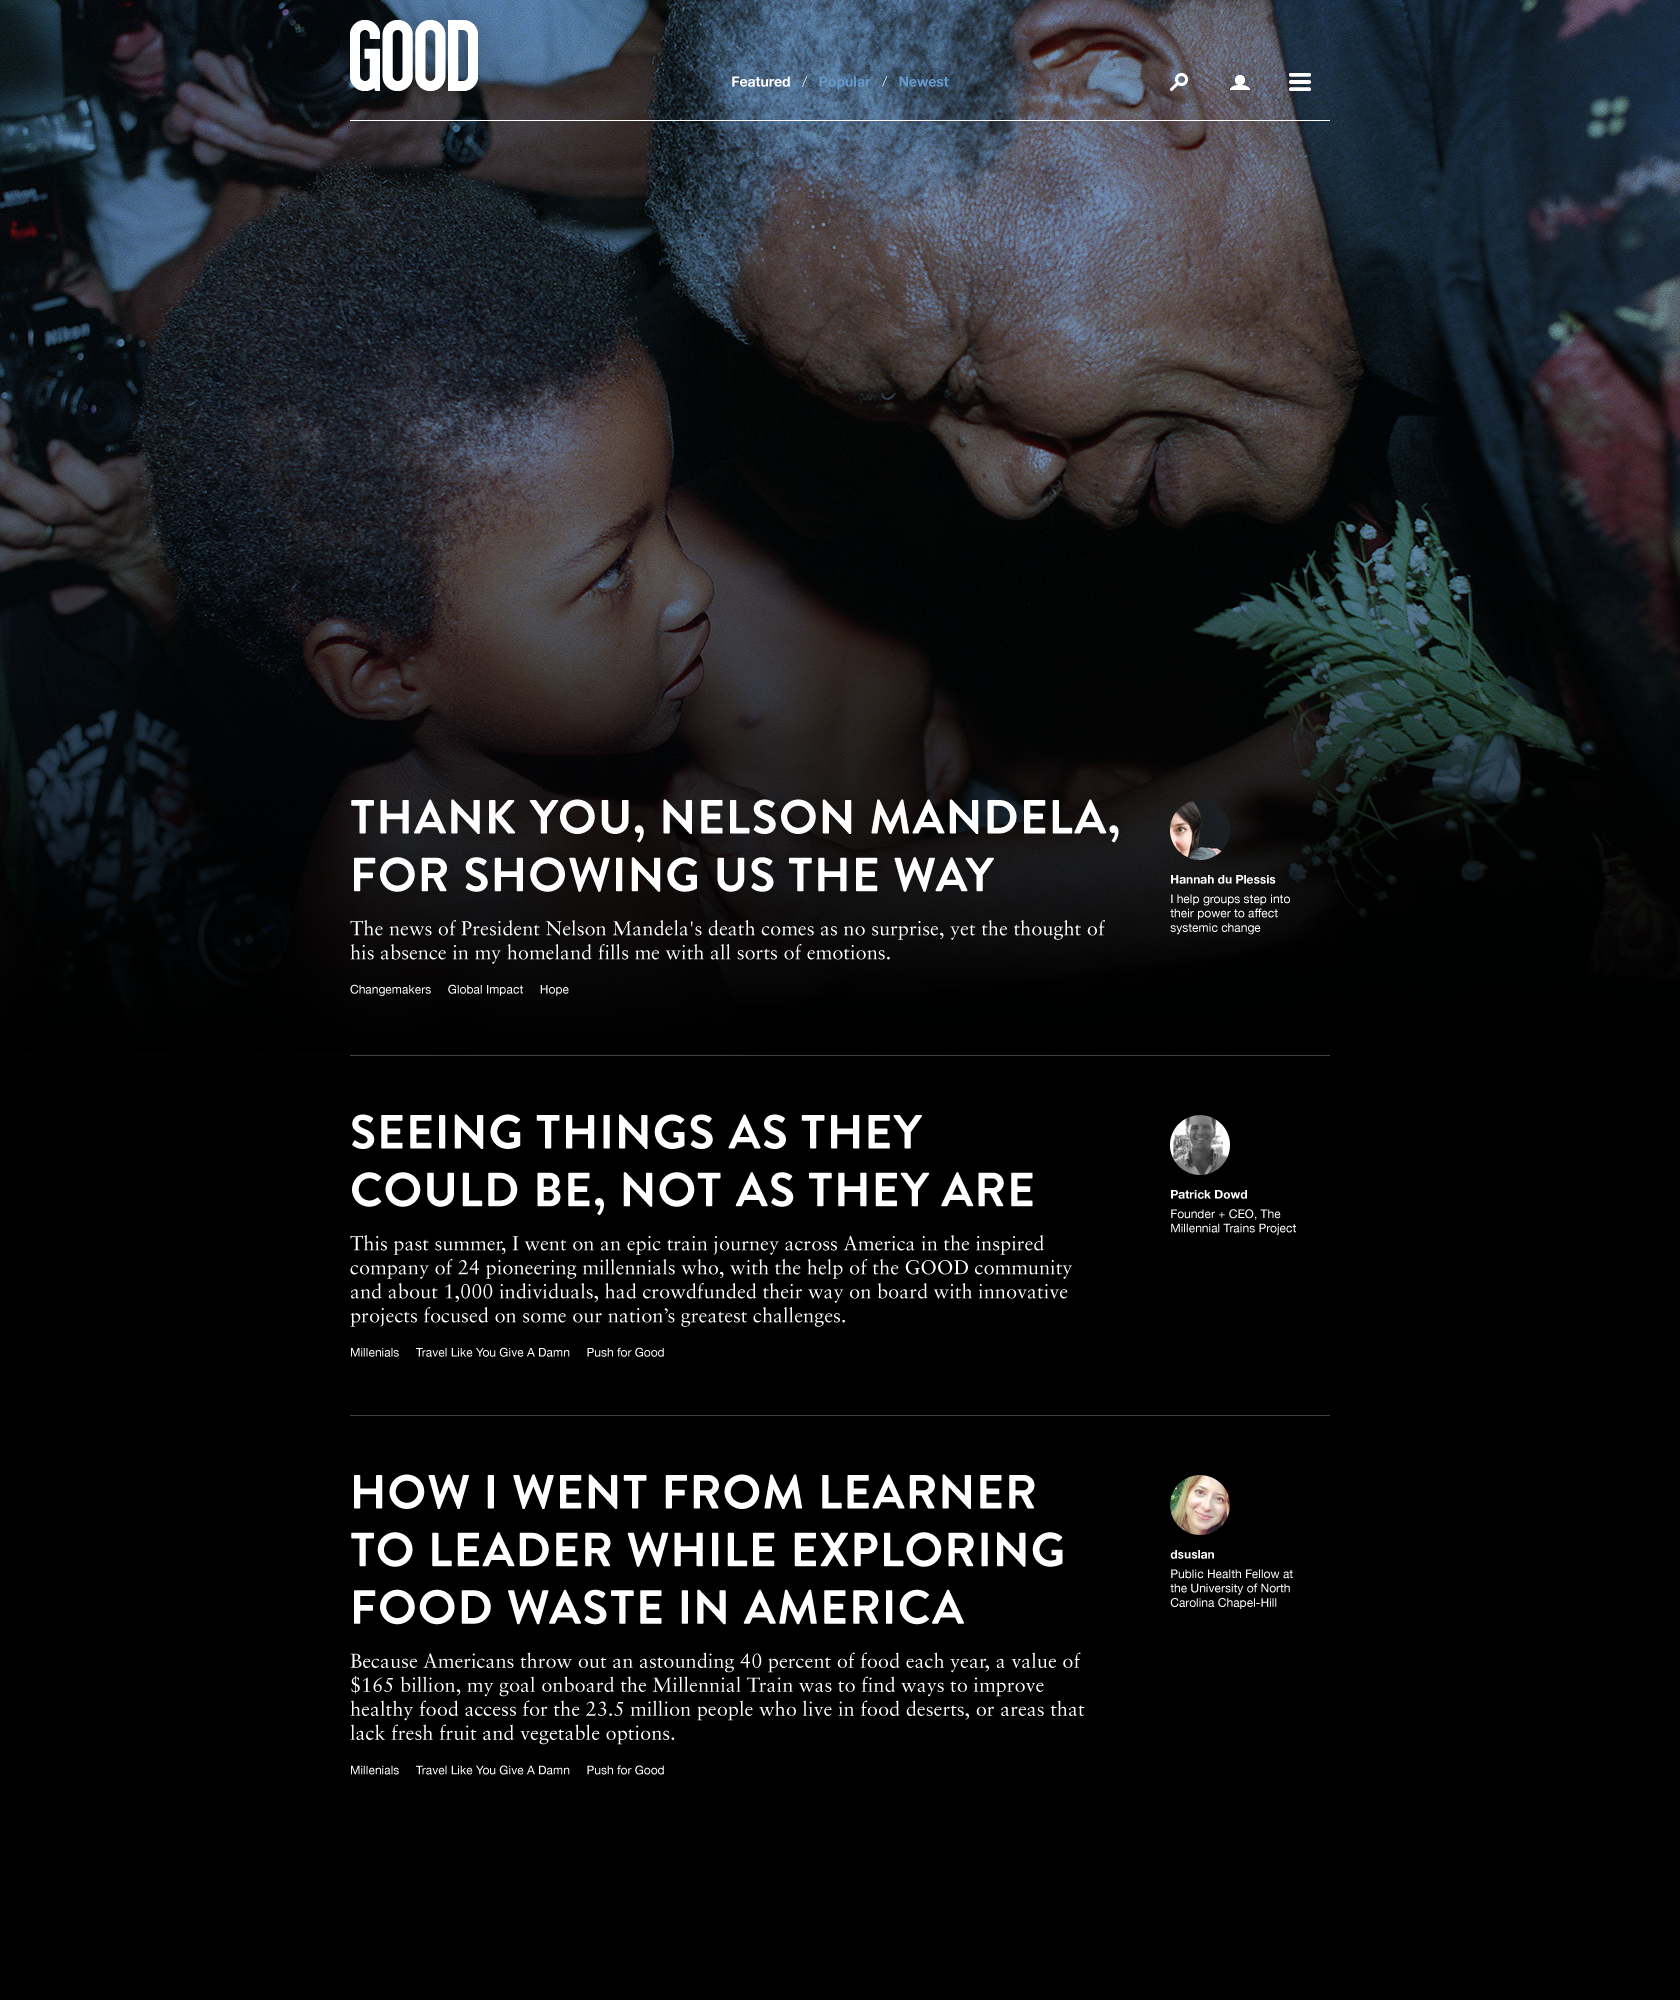 GOOD
Featured / Popular / Newest
Nikon
Nikon
THANK YOU, NELSON MANDELA,
FOR SHOWING US THE WAY
The news of President Nelson Mandela's death comes as no surprise, yet the thought of
his absence in my homeland fills me with all sorts of emotions.
Changemakers Global Impact Hope
Hannah du Plessis
I help groups step into
their power to affect
systemic change
SEEING THINGS AS THEY
COULD BE, NOT AS THEY ARE
This past summer, I went on an epic train journey across America in the inspired
company of 24 pioneering millennials who, with the help of the GOOD community
and about 1,000 individuals, had crowdfunded their way on board with innovative
projects focused on some our nation’s greatest challenges.
Millenials Travel Like You Give A Damn Push for Good
Patrick Dowd
Founder + CEO, The
Millennial Trains Project
HOW I WENT FROM LEARNER
TO LEADER WHILE EXPLORING
FOOD WASTE IN AMERICA
Because Americans throw out an astounding 40 percent of food each year, a value of
$165 billion, my goal onboard the Millennial Train was to find ways to improve
healthy food access for the 23.5 million people who live in food deserts, or areas that
lack fresh fruit and vegetable options.
Millenials Travel Like You Give A Damn Push for Good
dsuslan
Public Health Fellow at
the University of North
Carolina Chapel-Hill